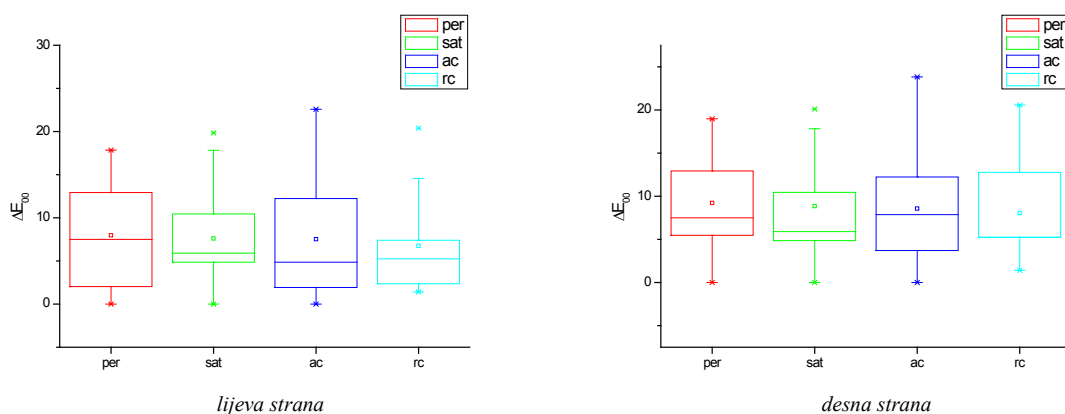 per
sat
ac
rc
30
20
10
0
ΔE₀₀
per sat ac rc
lijeva strana
per
sat
ac
rc
20
10
0
ΔE₀₀
per sat ac rc
desna strana